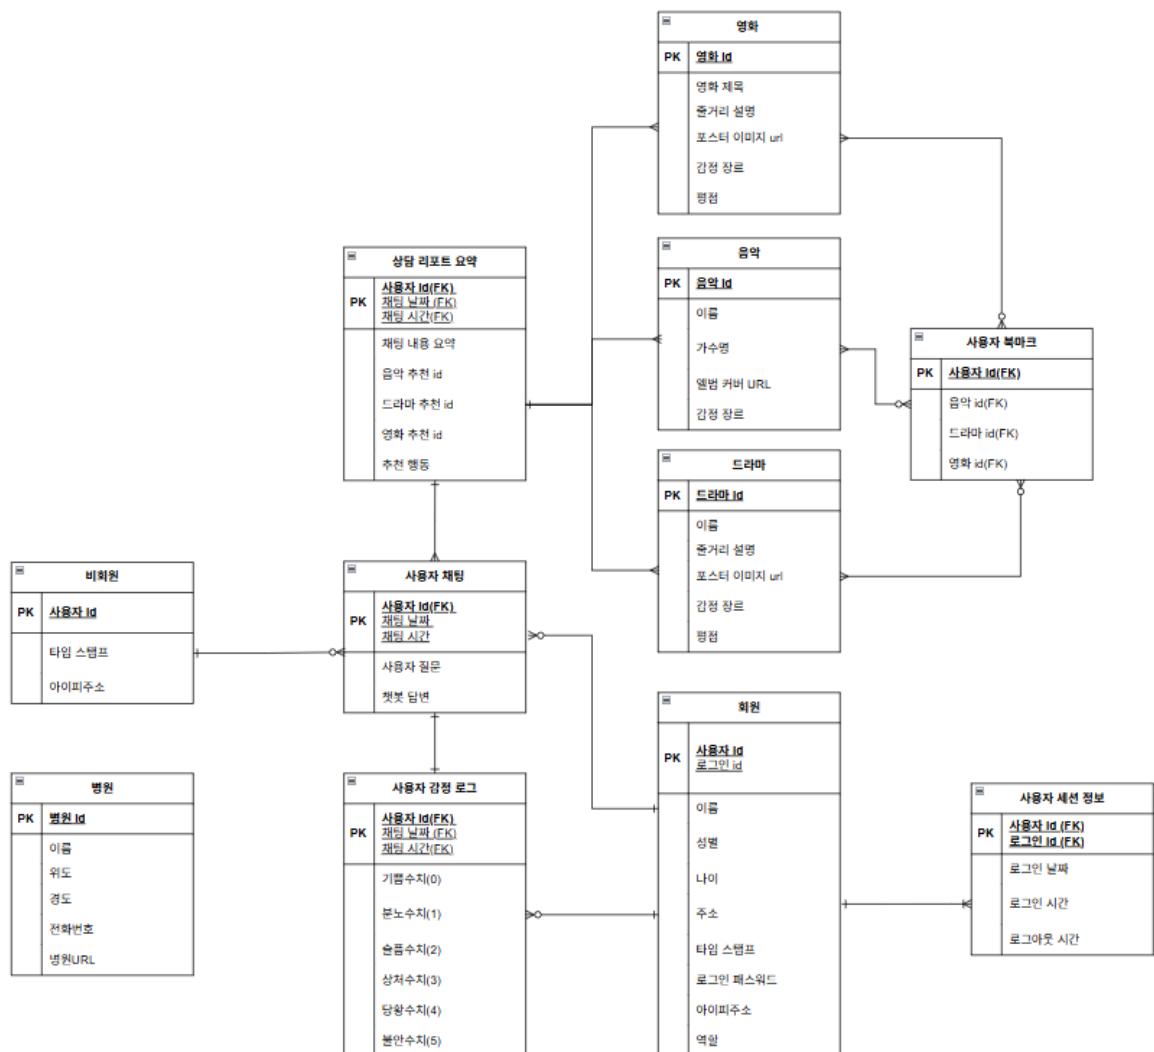 영화
PK
영화 Id
영화 제목
줄거리 설명
포스터 이미지 url
감정 장르
평점
상담 리포트 요약
PK
사용자 Id(FK)
채팅 날짜 (FK)
채팅 시간(FK)
채팅 내용 요약
음악 추천 id
드라마 추천 id
영화 추천 id
추천 행동
음악
PK
음악 Id
이름
가수명
앨범 커버 URL
감정 장르
사용자 북마크
PK
사용자 Id(FK)
음악 id(FK)
드라마 id(FK)
영화 id(FK)
드라마
PK
드라마 Id
이름
줄거리 설명
포스터 이미지 url
감정 장르
평점
비회원
PK
사용자 Id
타임 스탬프
아이피주소
사용자 채팅
PK
사용자 Id(FK)
채팅 날짜
채팅 시간
사용자 질문
챗봇 답변
병원
PK
병원 Id
이름
위도
경도
전화번호
병원URL
사용자 감정 로그
PK
사용자 Id(FK)
채팅 날짜 (FK)
채팅 시간(FK)
기쁨수치(0)
분노수치(1)
슬픔수치(2)
상처수치(3)
당황수치(4)
불안수치(5)
회원
PK
사용자 Id
로그인 id
이름
성별
나이
주소
타임 스탬프
로그인 패스워드
아이피주소
역할
사용자 세션 정보
PK
사용자 Id (FK)
로그인 Id (FK)
로그인 날짜
로그인 시간
로그아웃 시간